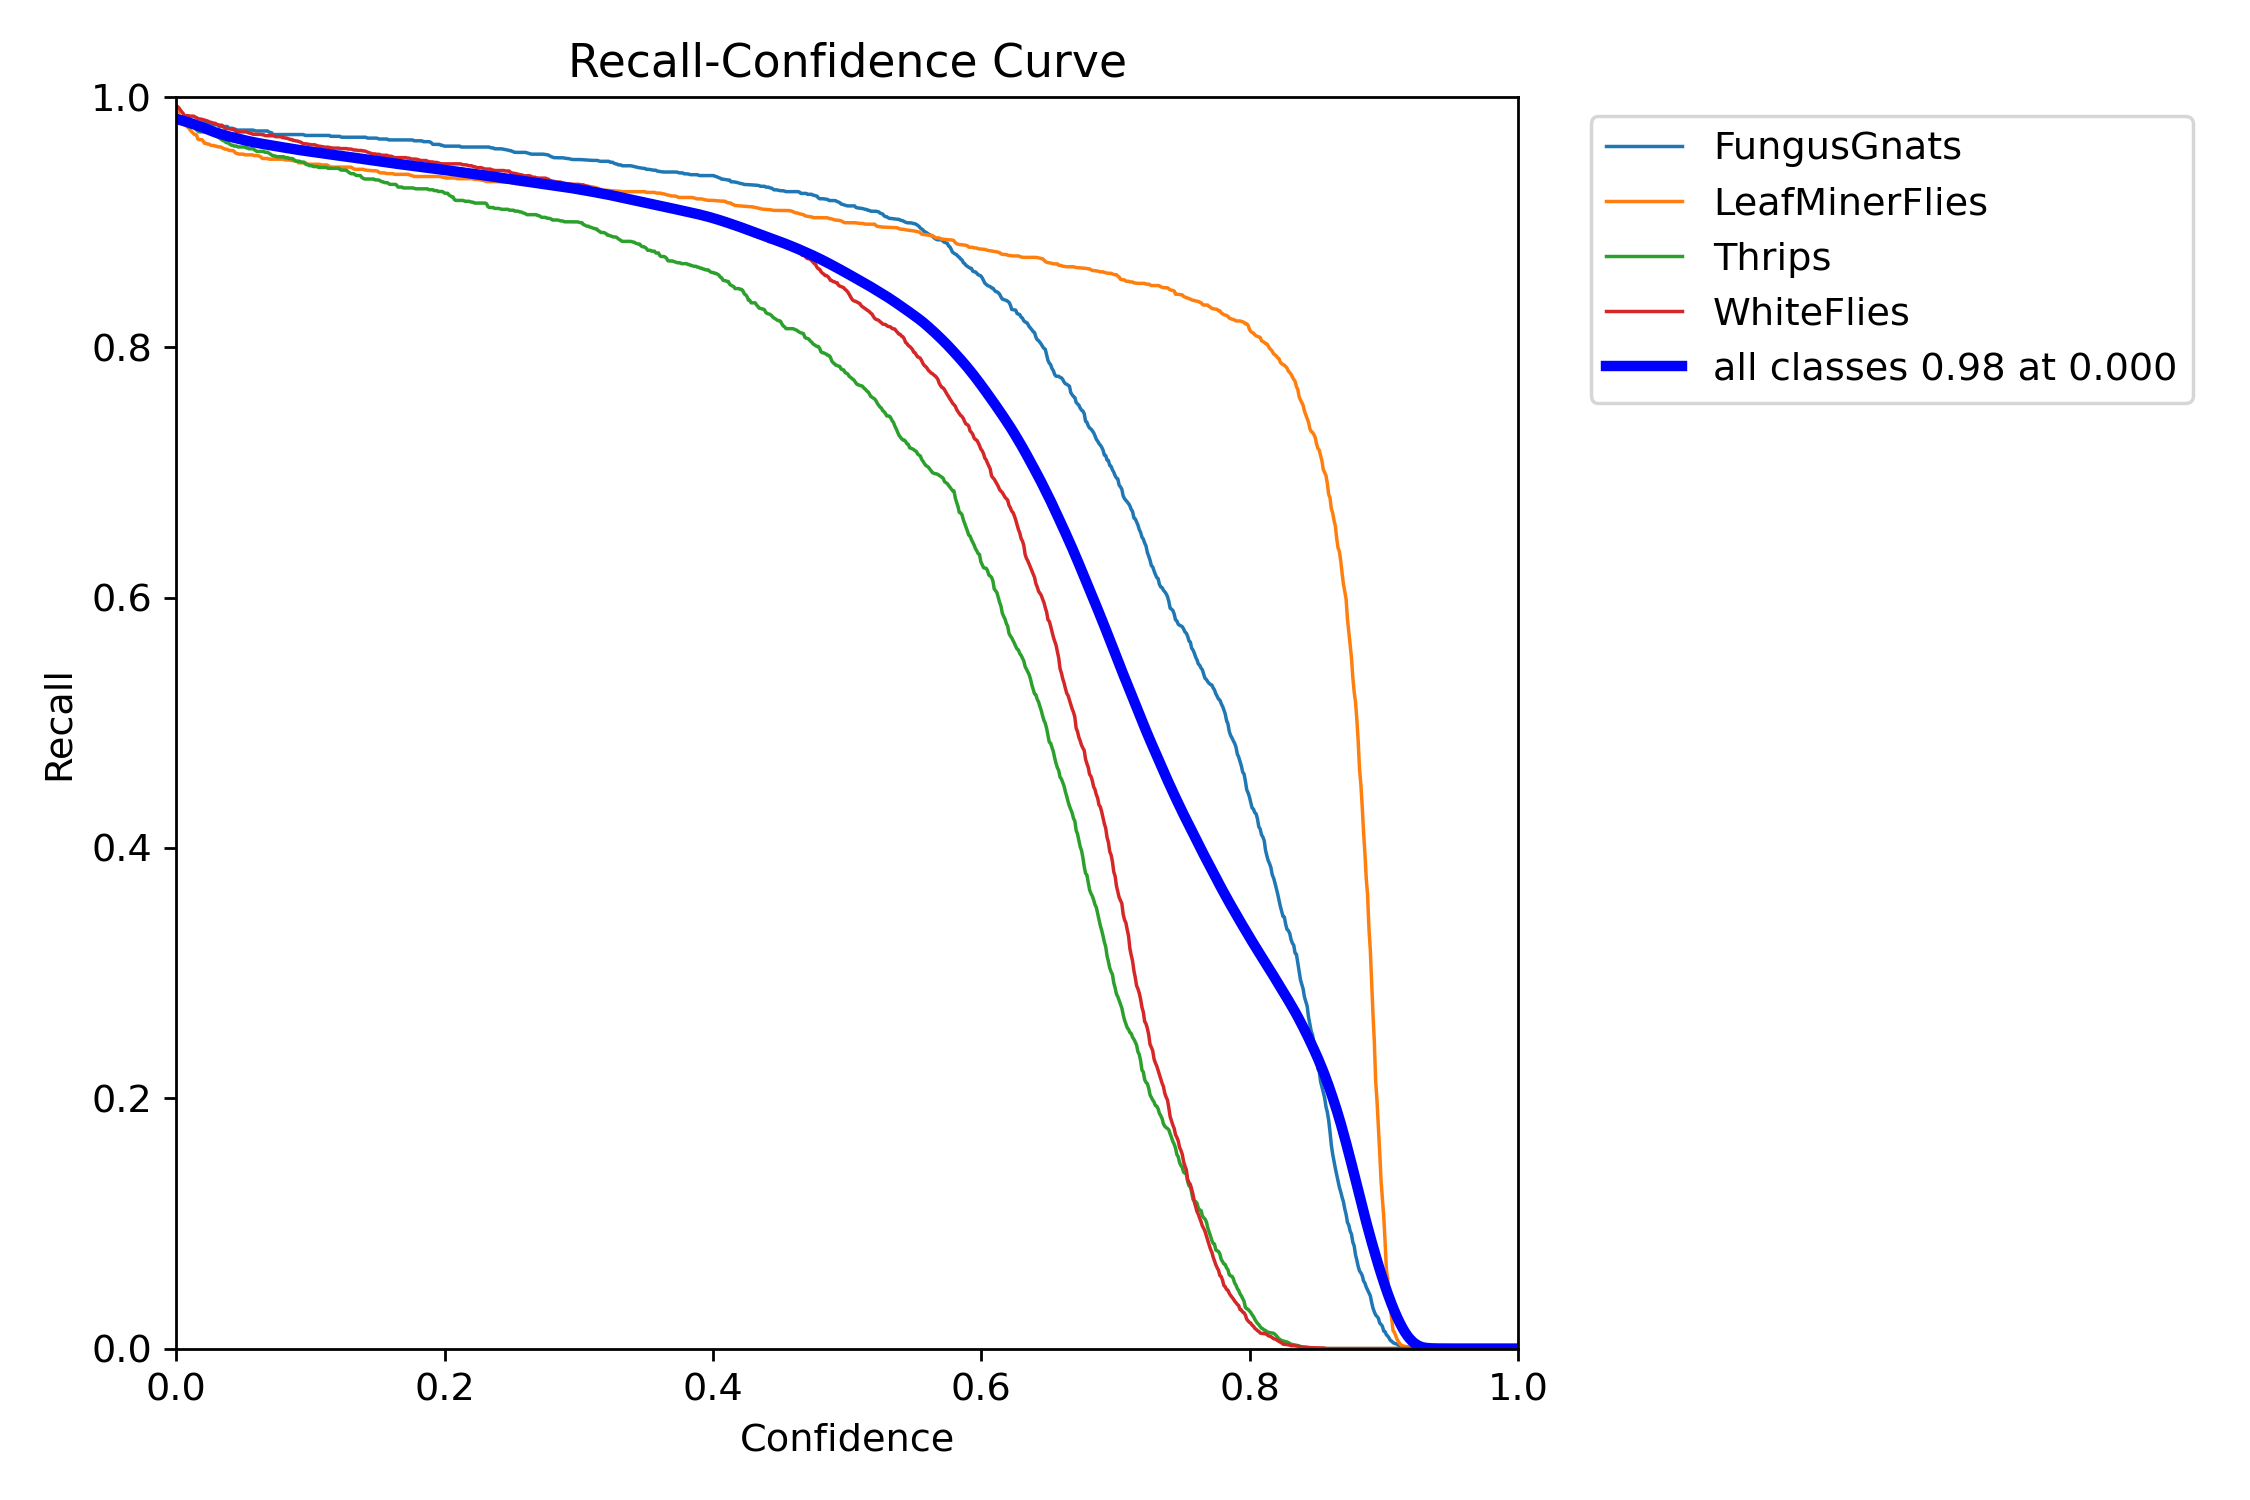 Recall-Confidence Curve
1.0
0.8
0.6
0.4
0.2
0.0
Recall
0.0 0.2 0.4 0.6 0.8 1.0
Confidence
FungusGnats
LeafMinerFlies
Thrips
WhiteFlies
all classes 0.98 at 0.000